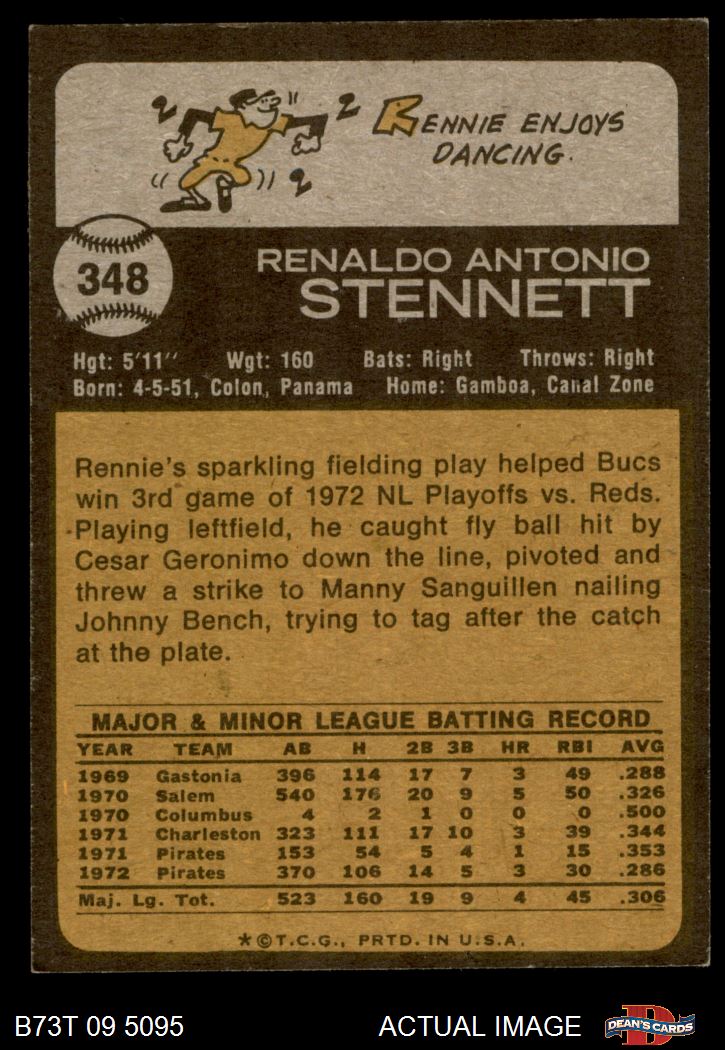 RENNIE ENJOYS
DANCING.
348
RENALDO ANTONIO
STENNETT
Hgt: 5'11" Wgt: 160 Bats: Right Throws: Right
Born: 4-5-51, Colon, Panama Home: Gamboa, Canal Zone
Rennie's sparkling fielding play helped Bucs
win 3rd game of 1972 NL Playoffs vs. Reds.
Playing leftfield, he caught fly ball hit by
Cesar Geronimo down the line, pivoted and
threw a strike to Manny Sanguillen nailing
Johnny Bench, trying to tag after the catch
at the plate.
MAJOR & MINOR LEAGUE BATTING RECORD
YEAR TEAM AB H 2B 3B HR RBI AVG
1969 Gastonia 396 114 17 7 3 49 .288
1970 Salem 540 176 20 9 5 50 .326
1970 Columbus 4 2 1 0 0 0 .500
1971 Charleston 323 111 17 10 3 39 .344
1971 Pirates 153 54 5 4 1 15 .353
1972 Pirates 370 106 14 5 3 30 .286
Maj. Lg. Tot. 523 160 19 9 4 45 .306
*©T.C.G., PRTD. IN U.S.A.
B73T 09 5095 ACTUAL IMAGE DEAN'S CARDS